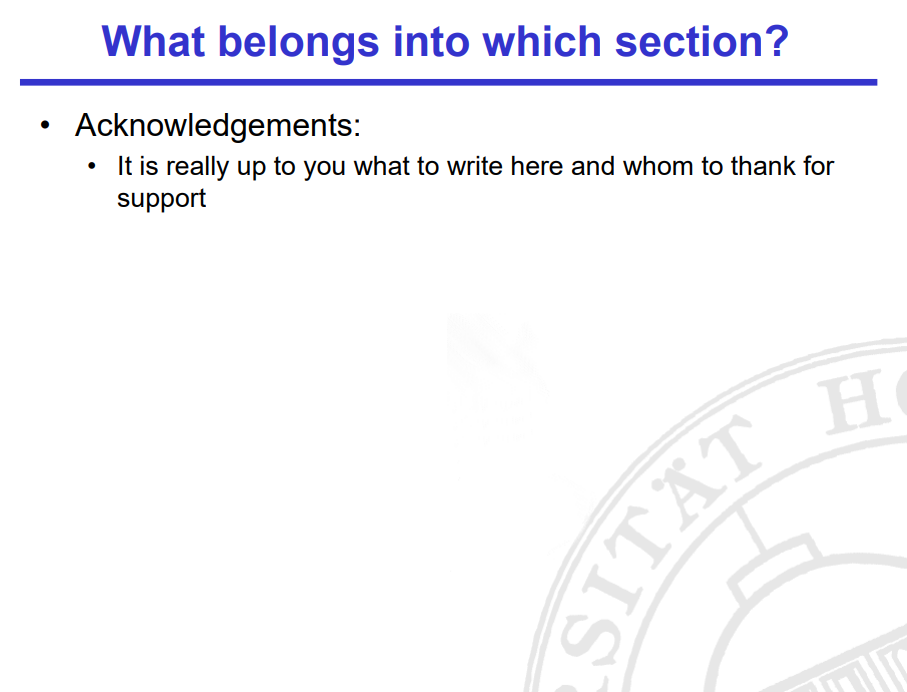 What belongs into which section?
• Acknowledgements:
• It is really up to you what to write here and whom to thank for
support
RSITÄT HO